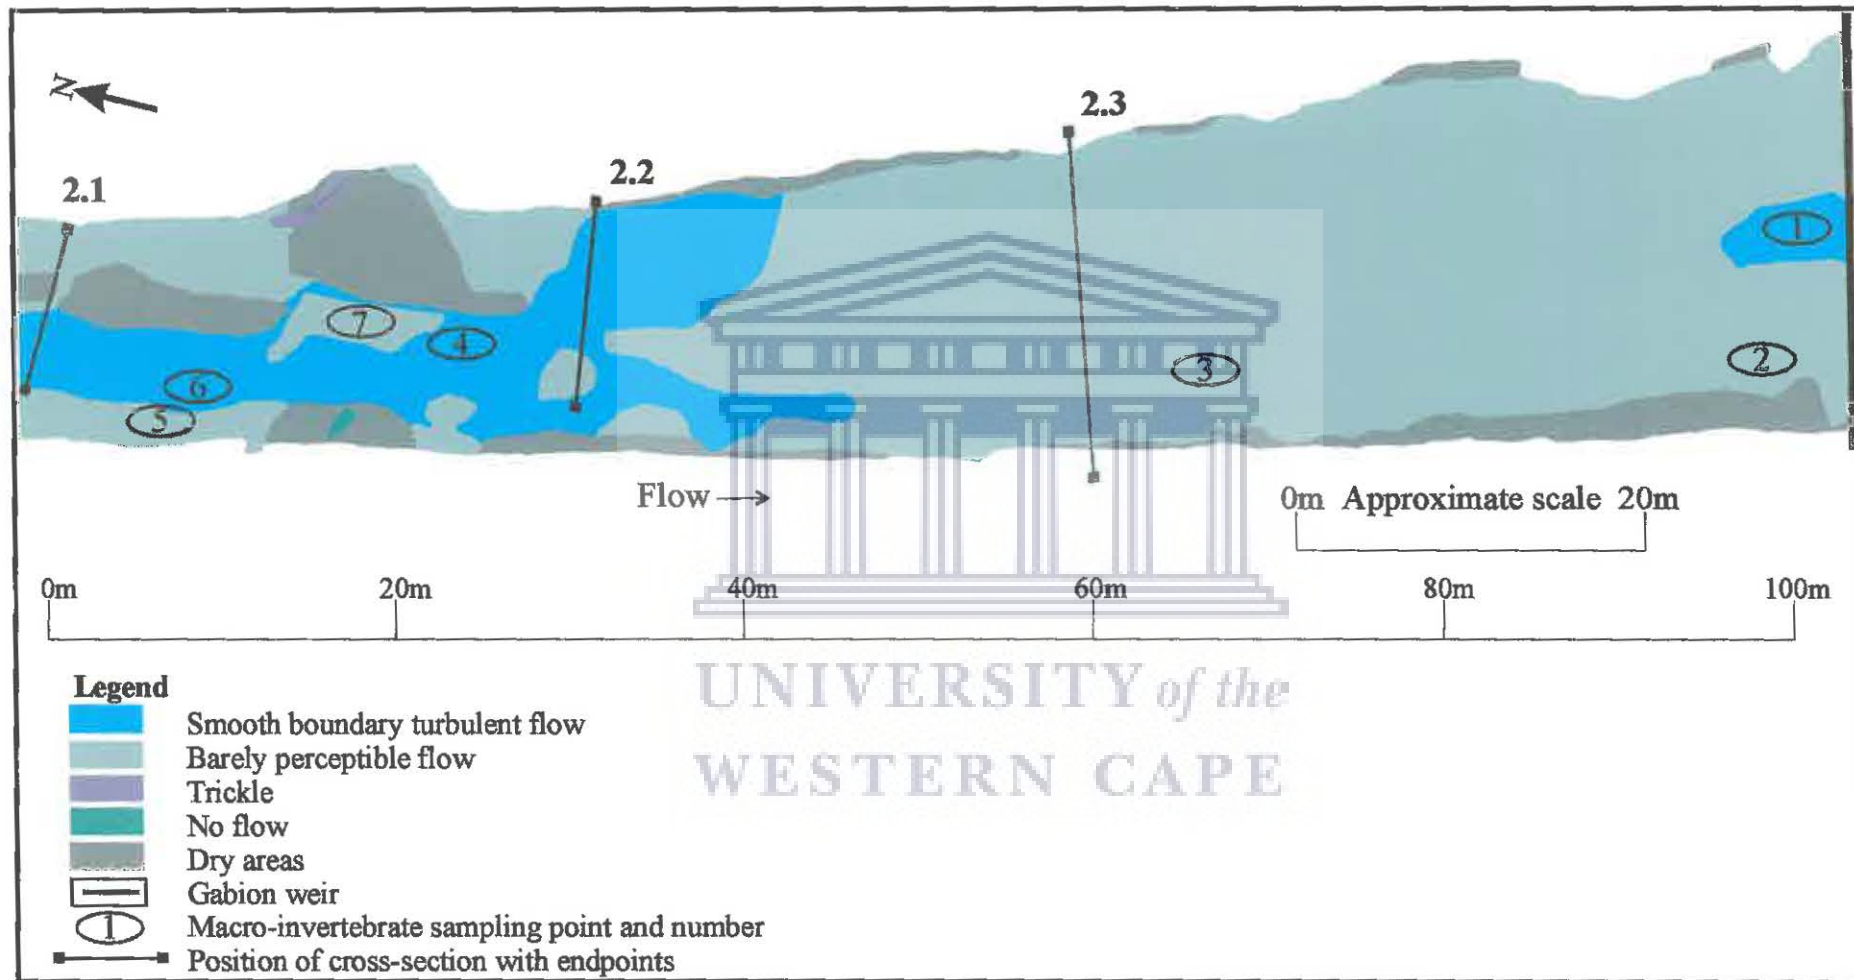 N
2.1
2.2
2.3
1
2
3
4
5
6
7
Flow
0m Approximate scale 20m
0m 20m 40m 60m 80m 100m
Legend
Smooth boundary turbulent flow
Barely perceptible flow
Trickle
No flow
Dry areas
Gabion weir
1 Macro-invertebrate sampling point and number
Position of cross-section with endpoints
UNIVERSITY of the
WESTERN CAPE